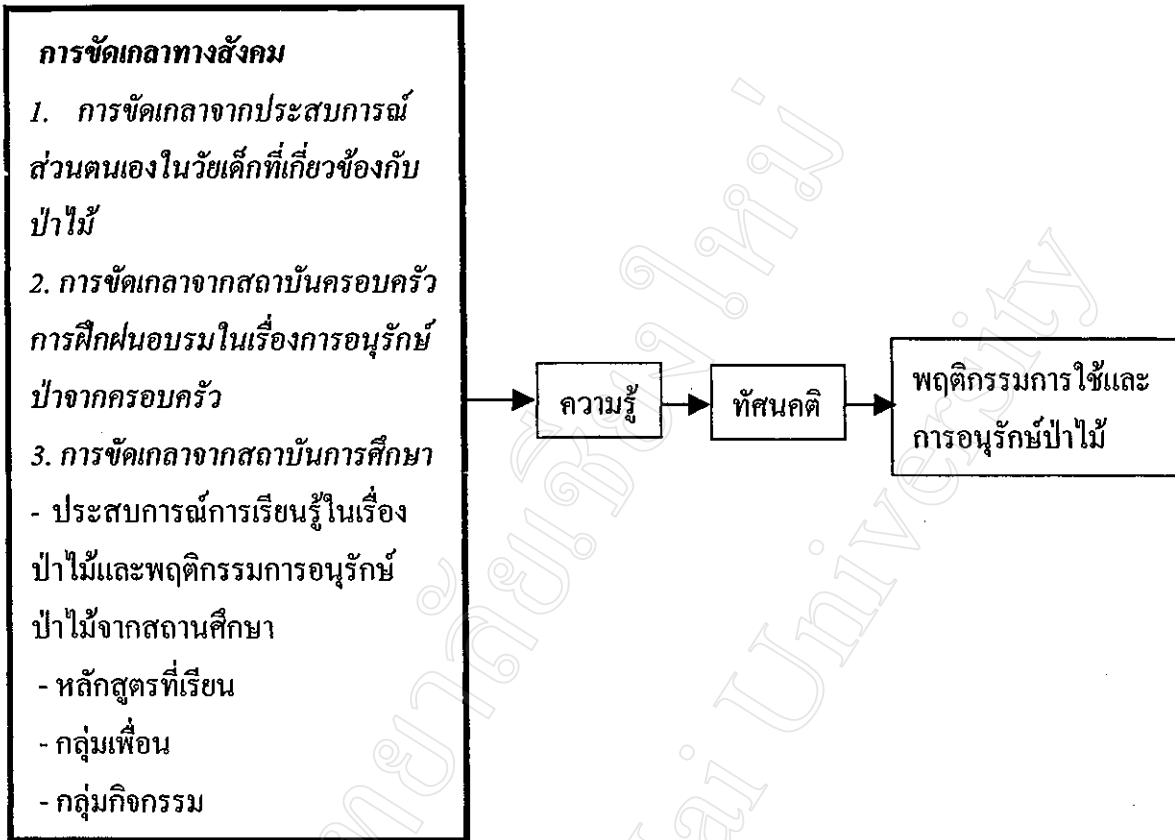 การขัดเกลาทางสังคม
1. การขัดเกลาจากประสบการณ์
ส่วนตนเองในวัยเด็กที่เกี่ยวข้องกับ
ป่าไม้
2. การขัดเกลาจากสถาบันครอบครัว
การฝึกฝนอบรมในเรื่องการอนุรักษ์
ป่าจากครอบครัว
3. การขัดเกลาจากสถาบันการศึกษา
- ประสบการณ์การเรียนรู้ในเรื่อง
ป่าไม้และพฤติกรรมการอนุรักษ์
ป่าไม้จากสถานศึกษา
- หลักสูตรที่เรียน
- กลุ่มเพื่อน
- กลุ่มกิจกรรม
ความรู้
ทัศนคติ
พฤติกรรมการใช้และ
การอนุรักษ์ป่าไม้
ทยาลัยเชียงใหม่
ai University